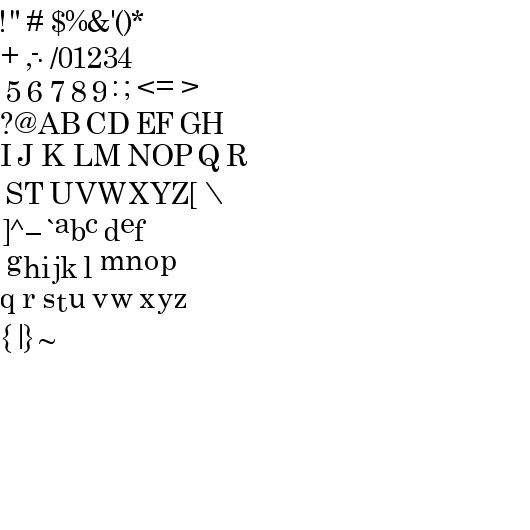 !"#$%&'()*
+,-./01234
56789:;<=>
?@ABCDEFGH
IJKLMNOPQR
STUVWXYZ[\
]^_`abcdef
ghijklmnop
qrstuvwxyz
{|}~